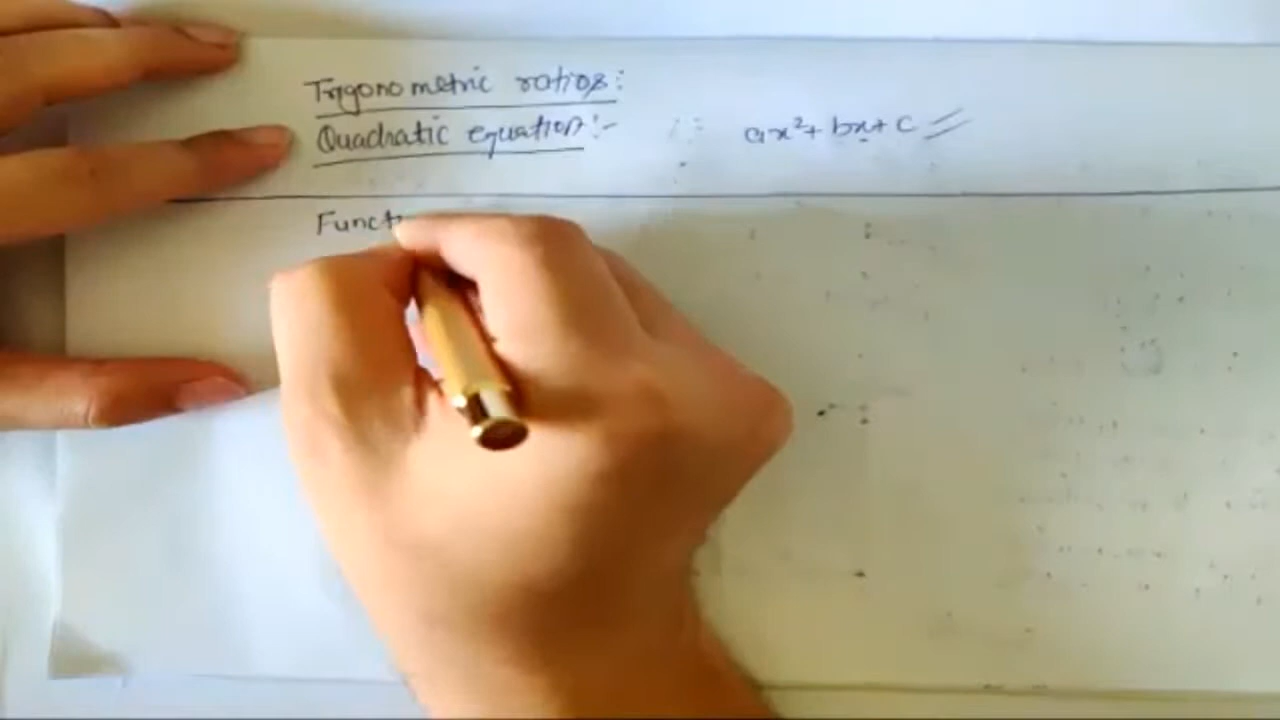 Trigonometric ratios:
Quadratic equation:- ax²+ bx+ c
Funct